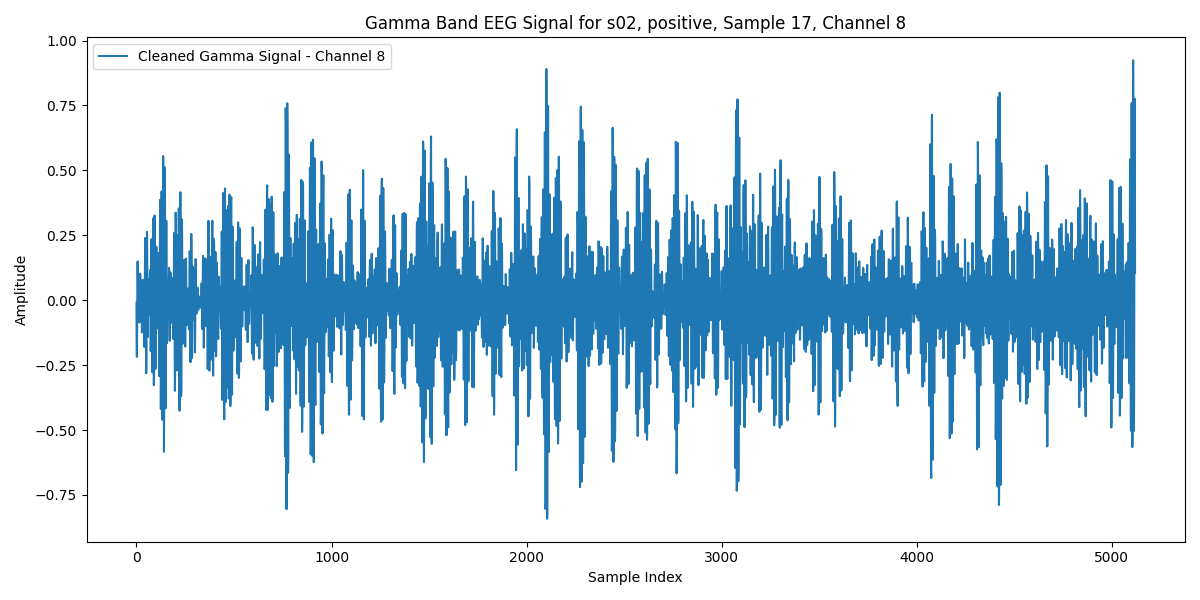 Gamma Band EEG Signal for s02, positive, Sample 17, Channel 8
Cleaned Gamma Signal - Channel 8
1.00
0.75
0.50
0.25
0.00
−0.25
−0.50
−0.75
Amplitude
0 1000 2000 3000 4000 5000
Sample Index